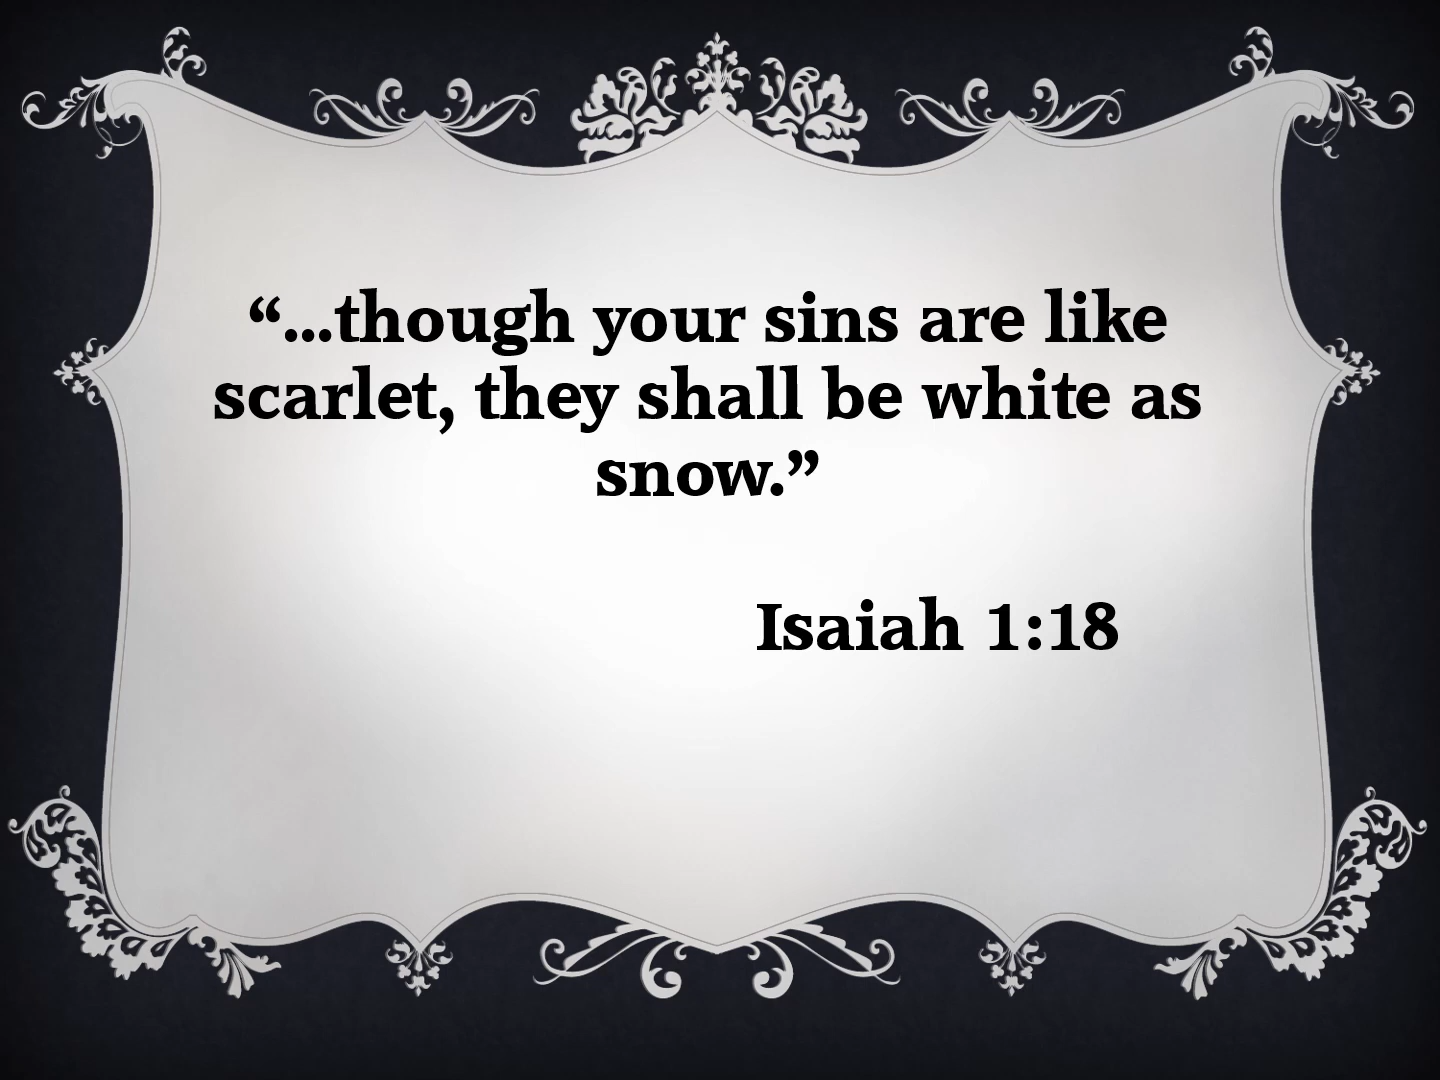 “...though your sins are like
scarlet, they shall be white as
snow.”
Isaiah 1:18